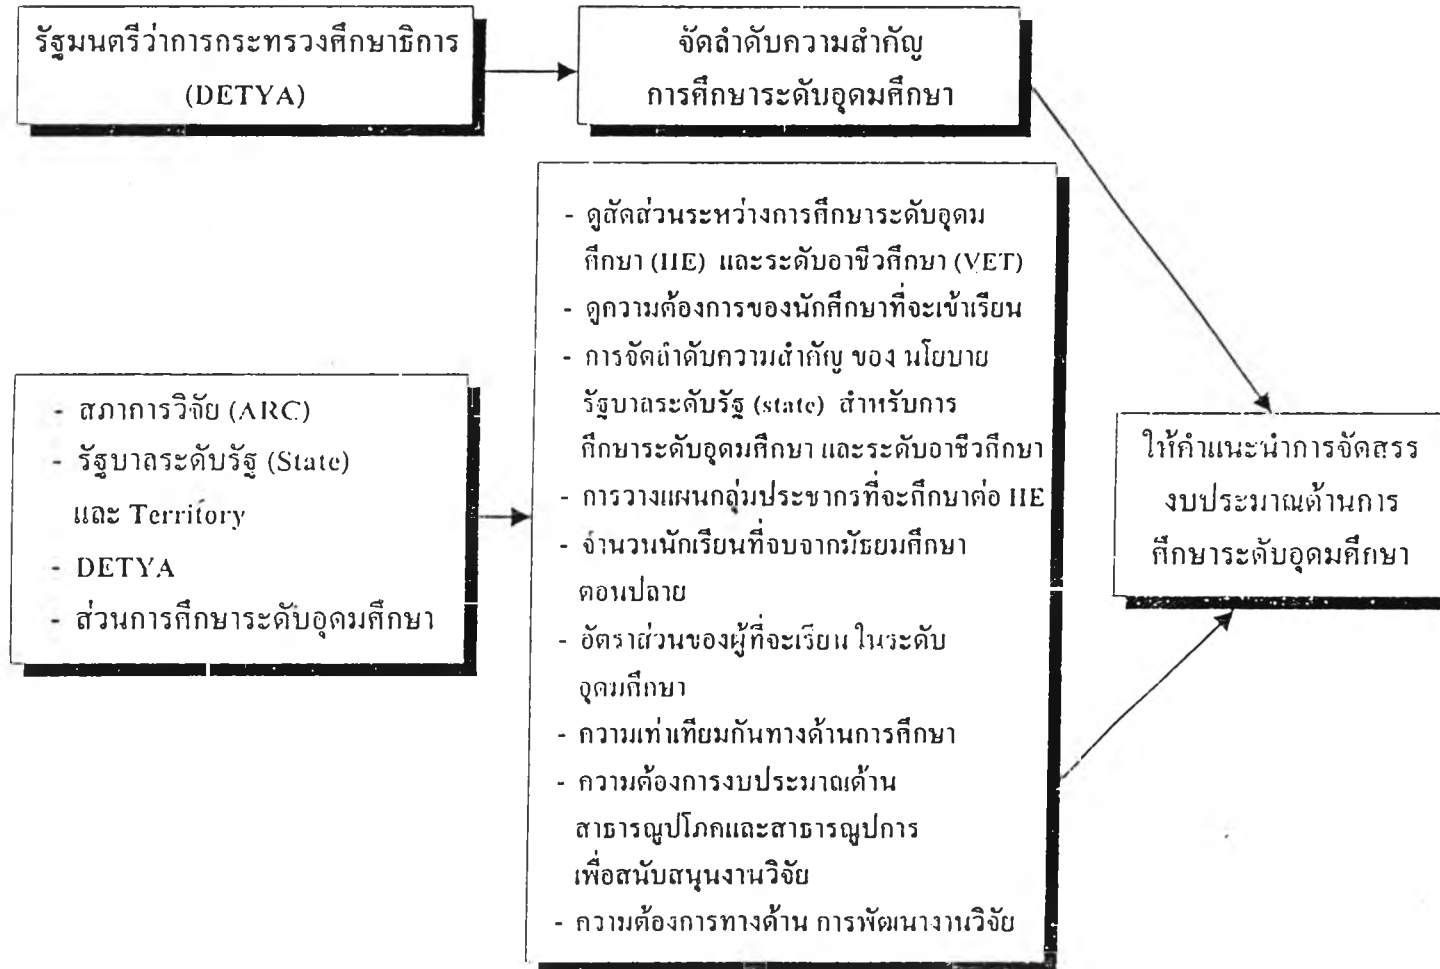 รัฐมนตรีว่าการกระทรวงศึกษาธิการ
(DETYA)
จัดลำดับความสำคัญ
การศึกษาระดับอุดมศึกษา
- ดูสัดส่วนระหว่างการศึกษาระดับอุดม
ศึกษา (HE) และระดับอาชีวศึกษา (VET)
- ดูความต้องการของนักศึกษาที่จะเข้าเรียน
- การจัดลำดับความสำคัญ ของ นโยบาย
รัฐบาลระดับรัฐ (state) สำหรับการ
ศึกษาระดับอุดมศึกษา และระดับอาชีวศึกษา
- การวางแผนกลุ่มประชากรที่จะศึกษาต่อ HE
- จำนวนนักเรียนที่จบจากมัธยมศึกษา
ตอนปลาย
- อัตราส่วนของผู้ที่จะเรียน ในระดับ
อุดมศึกษา
- ความเท่าเทียมกันทางด้านการศึกษา
- ความต้องการงบประมาณด้าน
สาธารณูปโภคและสาธารณูปการ
เพื่อสนับสนุนงานวิจัย
- ความต้องการทางด้าน การพัฒนางานวิจัย
- สภาการวิจัย (ARC)
- รัฐบาลระดับรัฐ (State)
และ Territory
- DETYA
- ส่วนการศึกษาระดับอุดมศึกษา
ให้คำแนะนำการจัดสรร
งบประมาณด้านการ
ศึกษาระดับอุดมศึกษา